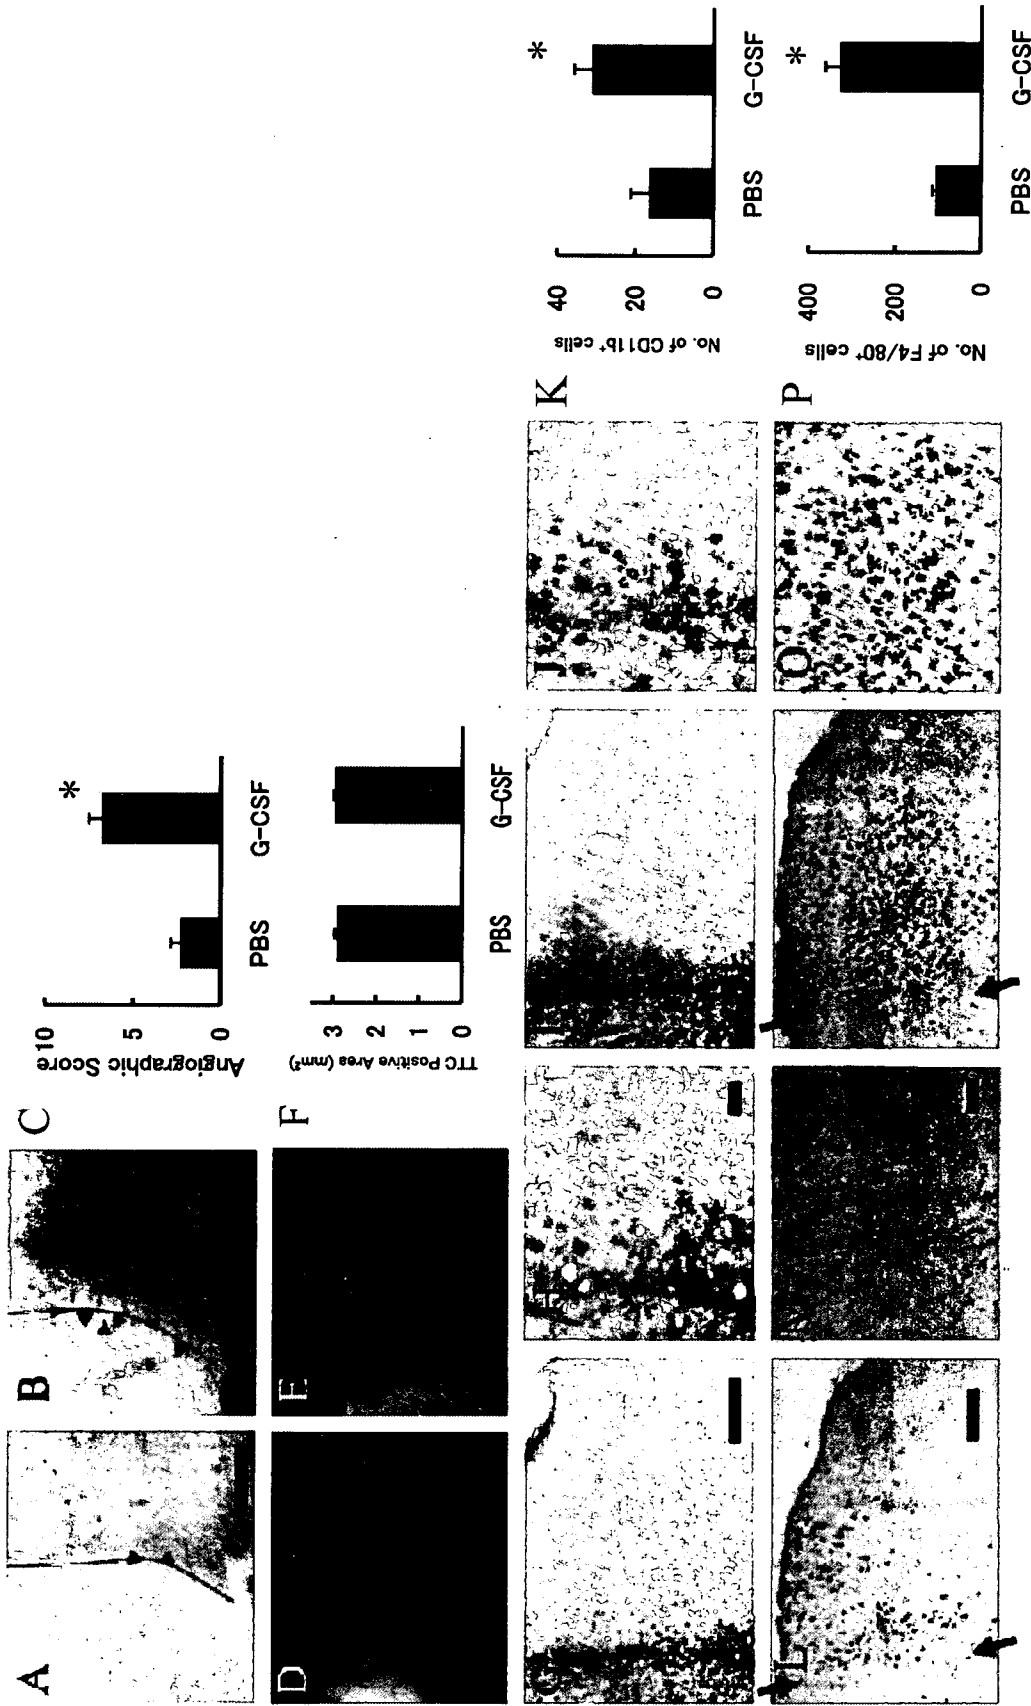 A
B
C
Angiographic Score
10
5
0
PBS
G-CSF
*
D
E
F
TTC Positive Area (mm²)
3
2
1
0
PBS
G-CSF
G
J
K
No. of CD11b⁺ cells
40
20
0
PBS
G-CSF
*
L
O
P
No. of F4/80⁺ cells
400
200
0
PBS
G-CSF
*